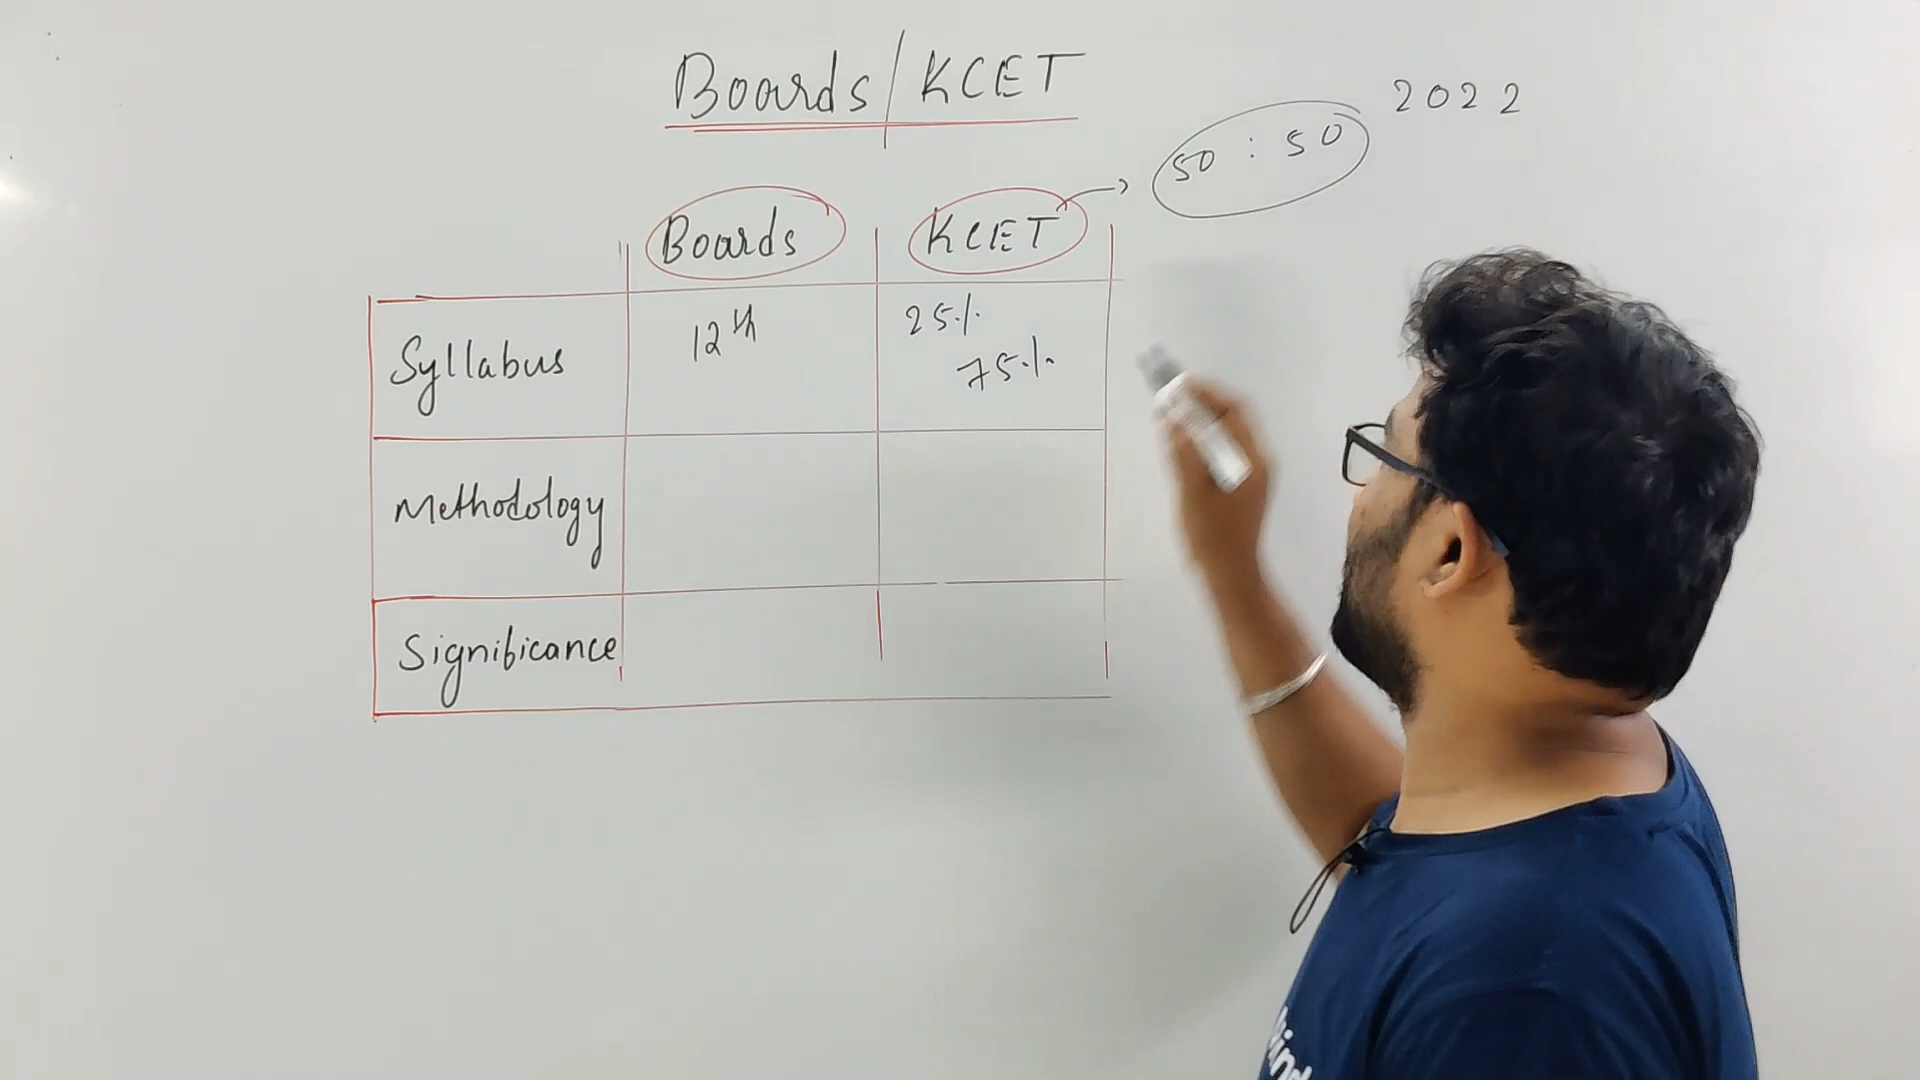 Boards/KCET
2022
50 : 50
Boards KCET
Syllabus 12th 25%
75%
Methodology
Significance